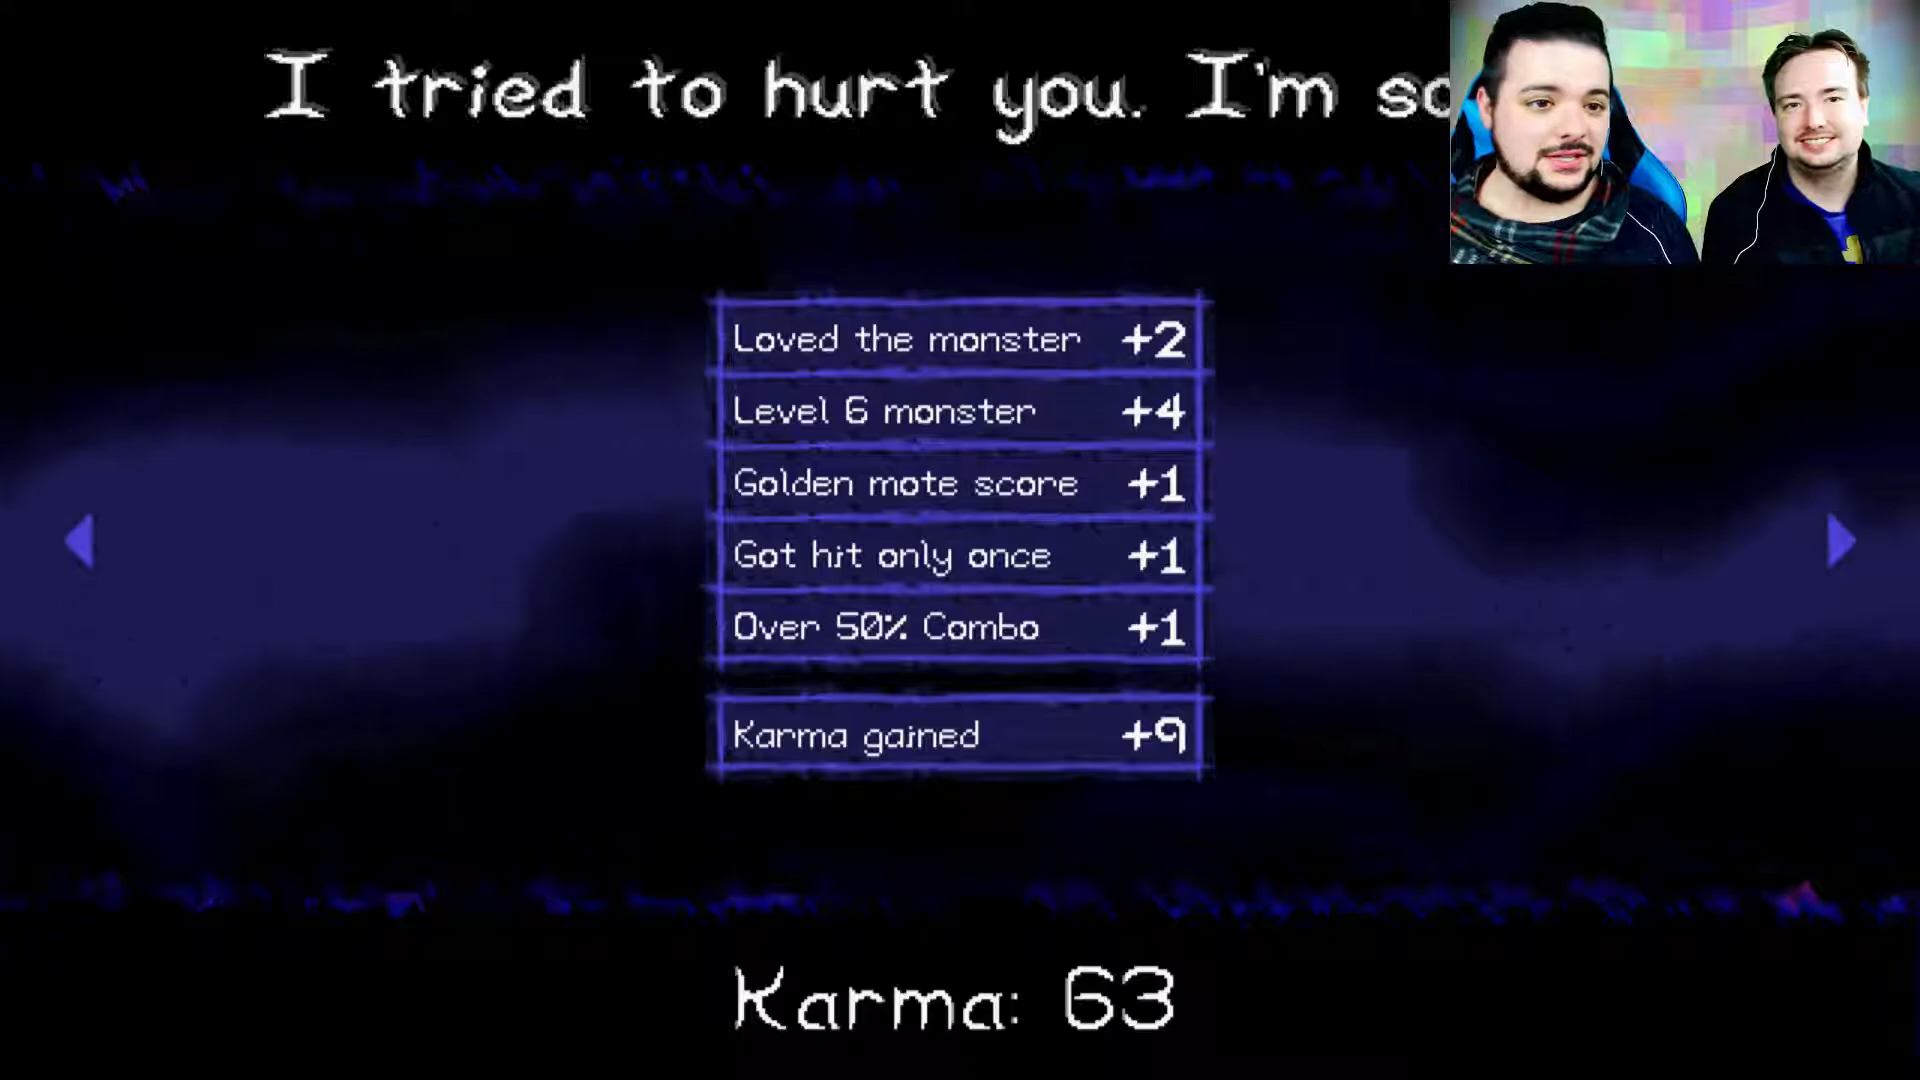 I tried to hurt you. I'm so
Loved the monster +2
Level 6 monster +4
Golden mote score +1
Got hit only once +1
Over 50% Combo +1
Karma gained +9
Karma: 63